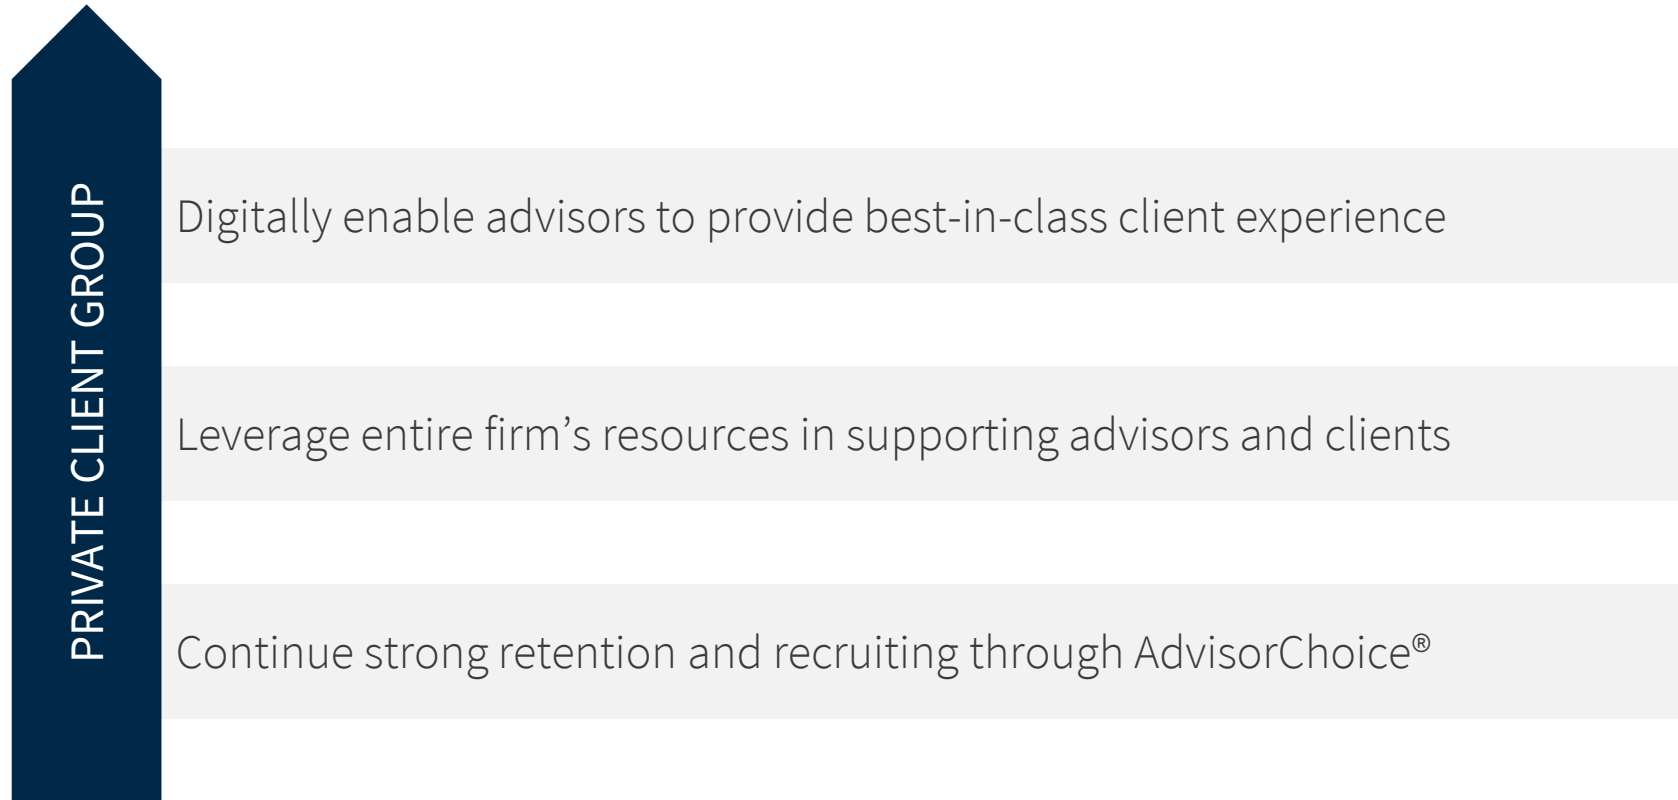 PRIVATE CLIENT GROUP
Digitally enable advisors to provide best-in-class client experience
Leverage entire firm’s resources in supporting advisors and clients
Continue strong retention and recruiting through AdvisorChoice®